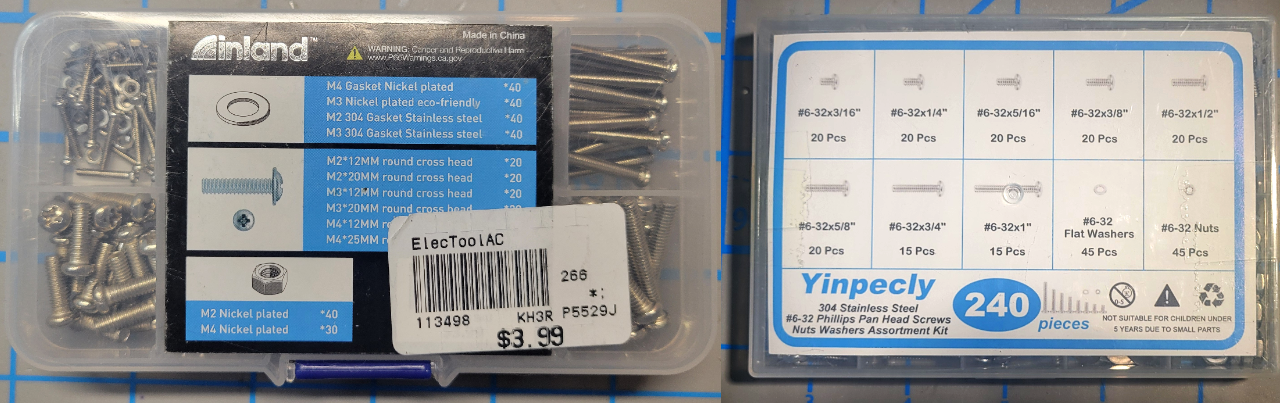 inland™
Made in China
WARNING: Cancer and Reproductive Harm
www.P65Warnings.ca.gov
M4 Gasket Nickel plated *40
M3 Nickel plated eco-friendly *40
M2 304 Gasket Stainless steel *40
M3 304 Gasket Stainless steel *40
M2*12MM round cross head *20
M2*20MM round cross head *20
M3*12MM round cross head *20
M3*20MM round cross head
M4*12MM
M4*25MM
M2 Nickel plated *40
M4 Nickel plated *30
ElecToolAC
266
*:
113498 KH3R P5529J
$3.99
#6-32x3/16" #6-32x1/4" #6-32x5/16" #6-32x3/8" #6-32x1/2"
20 Pcs 20 Pcs 20 Pcs 20 Pcs 20 Pcs
#6-32x5/8" #6-32x3/4" #6-32x1" #6-32 Flat Washers #6-32 Nuts
20 Pcs 15 Pcs 15 Pcs 45 Pcs 45 Pcs
Yinpecly
304 Stainless Steel
#6-32 Phillips Pan Head Screws
Nuts Washers Assortment Kit
240
pieces
0-5
NOT SUITABLE FOR CHILDREN UNDER
5 YEARS DUE TO SMALL PARTS